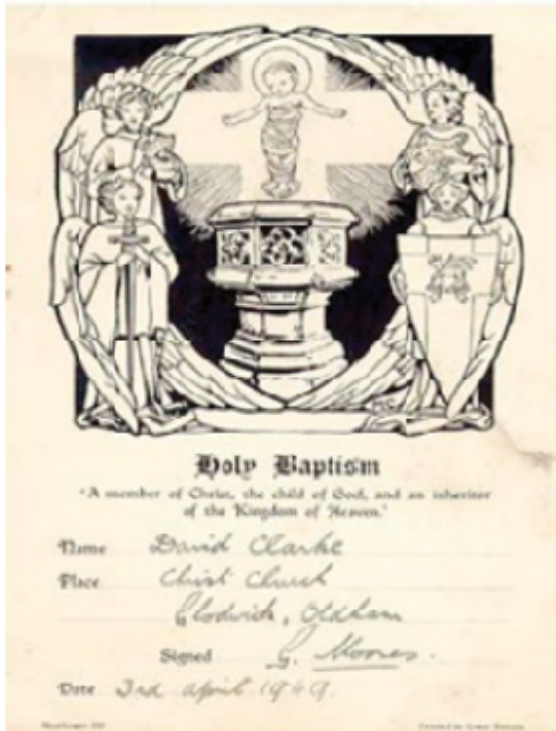 Holy Baptism
'A member of Christ, the child of God, and an inheritor
of the Kingdom of Heaven.'
Name David Clarke
Place Christ Church
Glodwick, Oldham
Signed G. Moores.
Date 3rd April 1949.